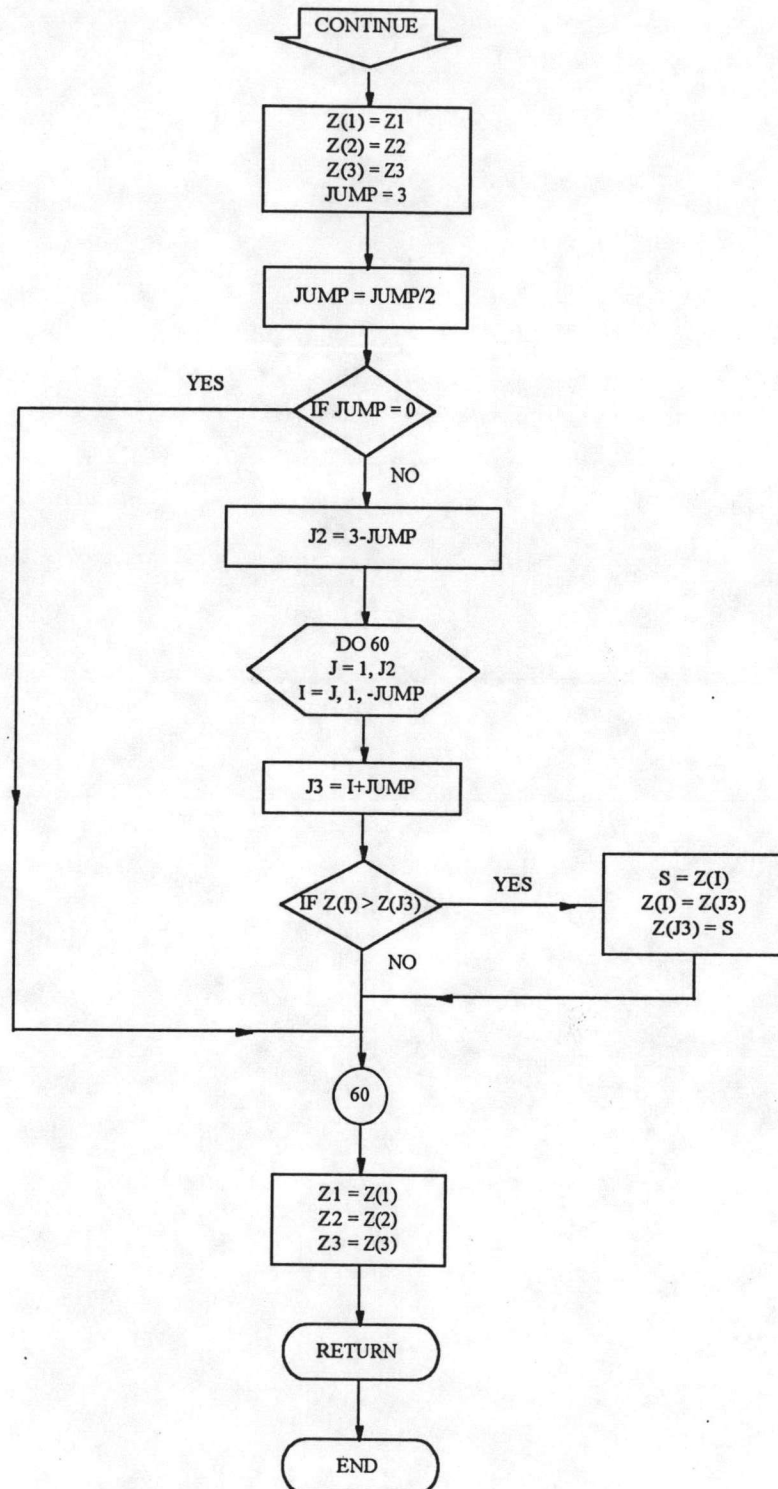 CONTINUE
Z(1) = Z1
Z(2) = Z2
Z(3) = Z3
JUMP = 3
JUMP = JUMP/2
YES
IF JUMP = 0
NO
J2 = 3-JUMP
DO 60
J = 1, J2
I = J, 1, -JUMP
J3 = I+JUMP
IF Z(I) > Z(J3)
YES
S = Z(I)
Z(I) = Z(J3)
Z(J3) = S
NO
60
Z1 = Z(1)
Z2 = Z(2)
Z3 = Z(3)
RETURN
END